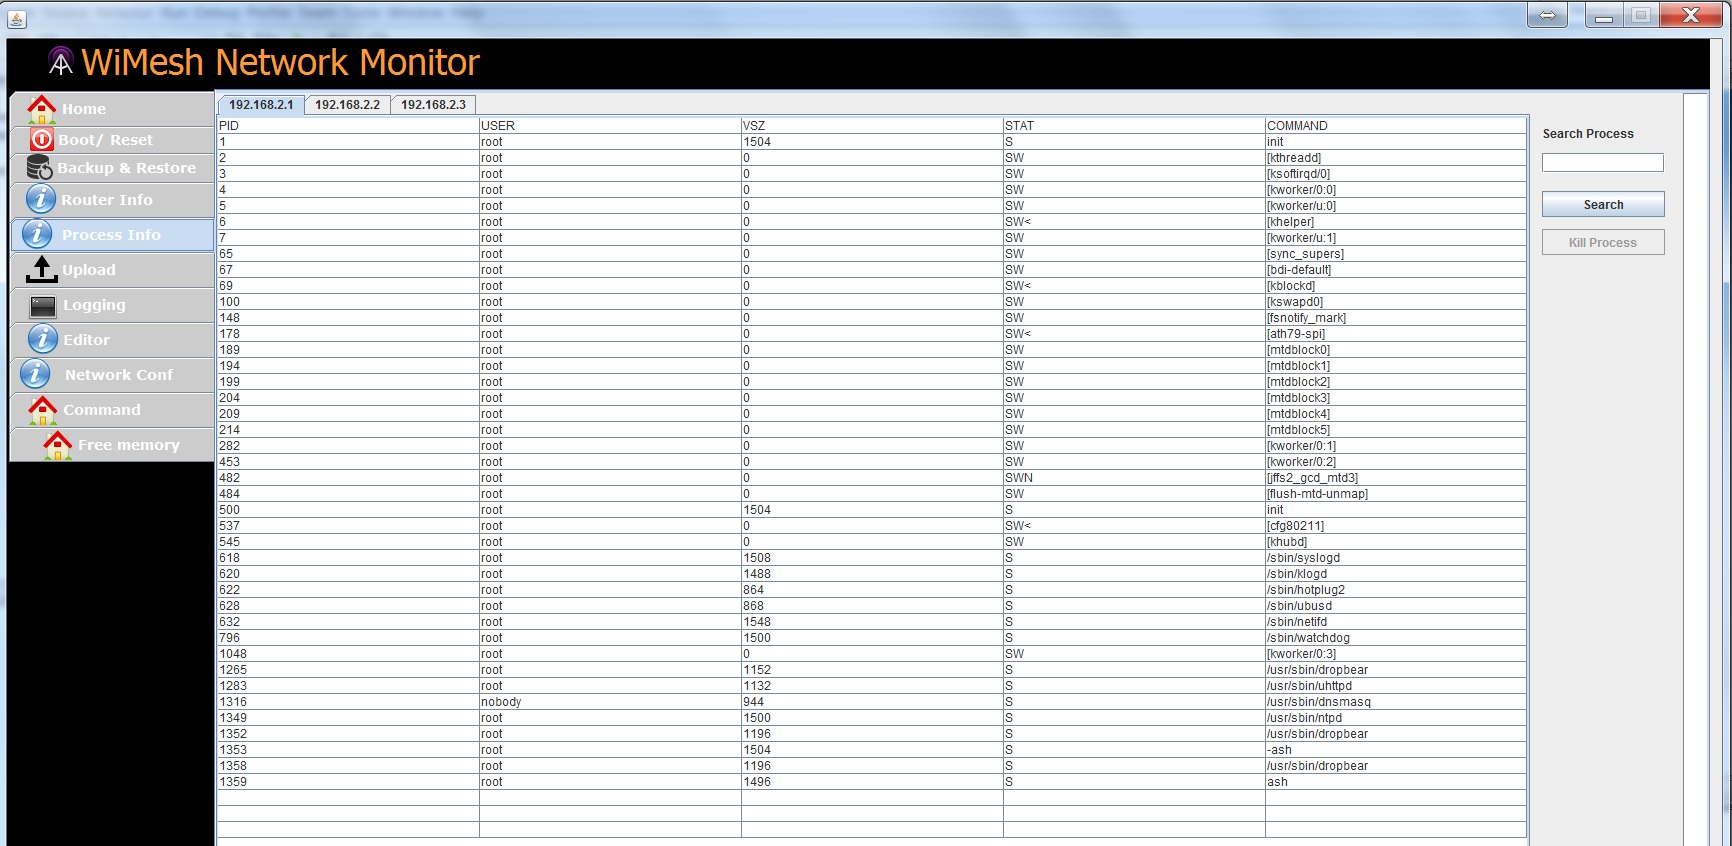 WiMesh Network Monitor
Home
Boot/ Reset
Backup & Restore
Router Info
Process Info
Upload
Logging
Editor
Network Conf
Command
Free memory
192.168.2.1 192.168.2.2 192.168.2.3
PID USER VSZ STAT COMMAND
1 root 1504 S init
2 root 0 SW [kthreadd]
3 root 0 SW [ksoftirqd/0]
4 root 0 SW [kworker/0:0]
5 root 0 SW [kworker/u:0]
6 root 0 SW< [khelper]
7 root 0 SW [kworker/u:1]
65 root 0 SW [sync_supers]
67 root 0 SW [bdi-default]
69 root 0 SW< [kblockd]
100 root 0 SW [kswapd0]
148 root 0 SW [fsnotify_mark]
178 root 0 SW< [ath79-spi]
189 root 0 SW [mtdblock0]
194 root 0 SW [mtdblock1]
199 root 0 SW [mtdblock2]
204 root 0 SW [mtdblock3]
209 root 0 SW [mtdblock4]
214 root 0 SW [mtdblock5]
282 root 0 SW [kworker/0:1]
453 root 0 SW [kworker/0:2]
482 root 0 SWN [jffs2_gcd_mtd3]
484 root 0 SW [flush-mtd-unmap]
500 root 1504 S init
537 root 0 SW< [cfg80211]
545 root 0 SW [khubd]
618 root 1508 S /sbin/syslogd
620 root 1488 S /sbin/klogd
622 root 864 S /sbin/hotplug2
628 root 868 S /sbin/ubusd
632 root 1548 S /sbin/netifd
796 root 1500 S /sbin/watchdog
1048 root 0 SW [kworker/0:3]
1265 root 1152 S /usr/sbin/dropbear
1283 root 1132 S /usr/sbin/uhttpd
1316 nobody 944 S /usr/sbin/dnsmasq
1349 root 1500 S /usr/sbin/ntpd
1352 root 1196 S /usr/sbin/dropbear
1353 root 1504 S -ash
1358 root 1196 S /usr/sbin/dropbear
1359 root 1496 S ash
Search Process
Search
Kill Process